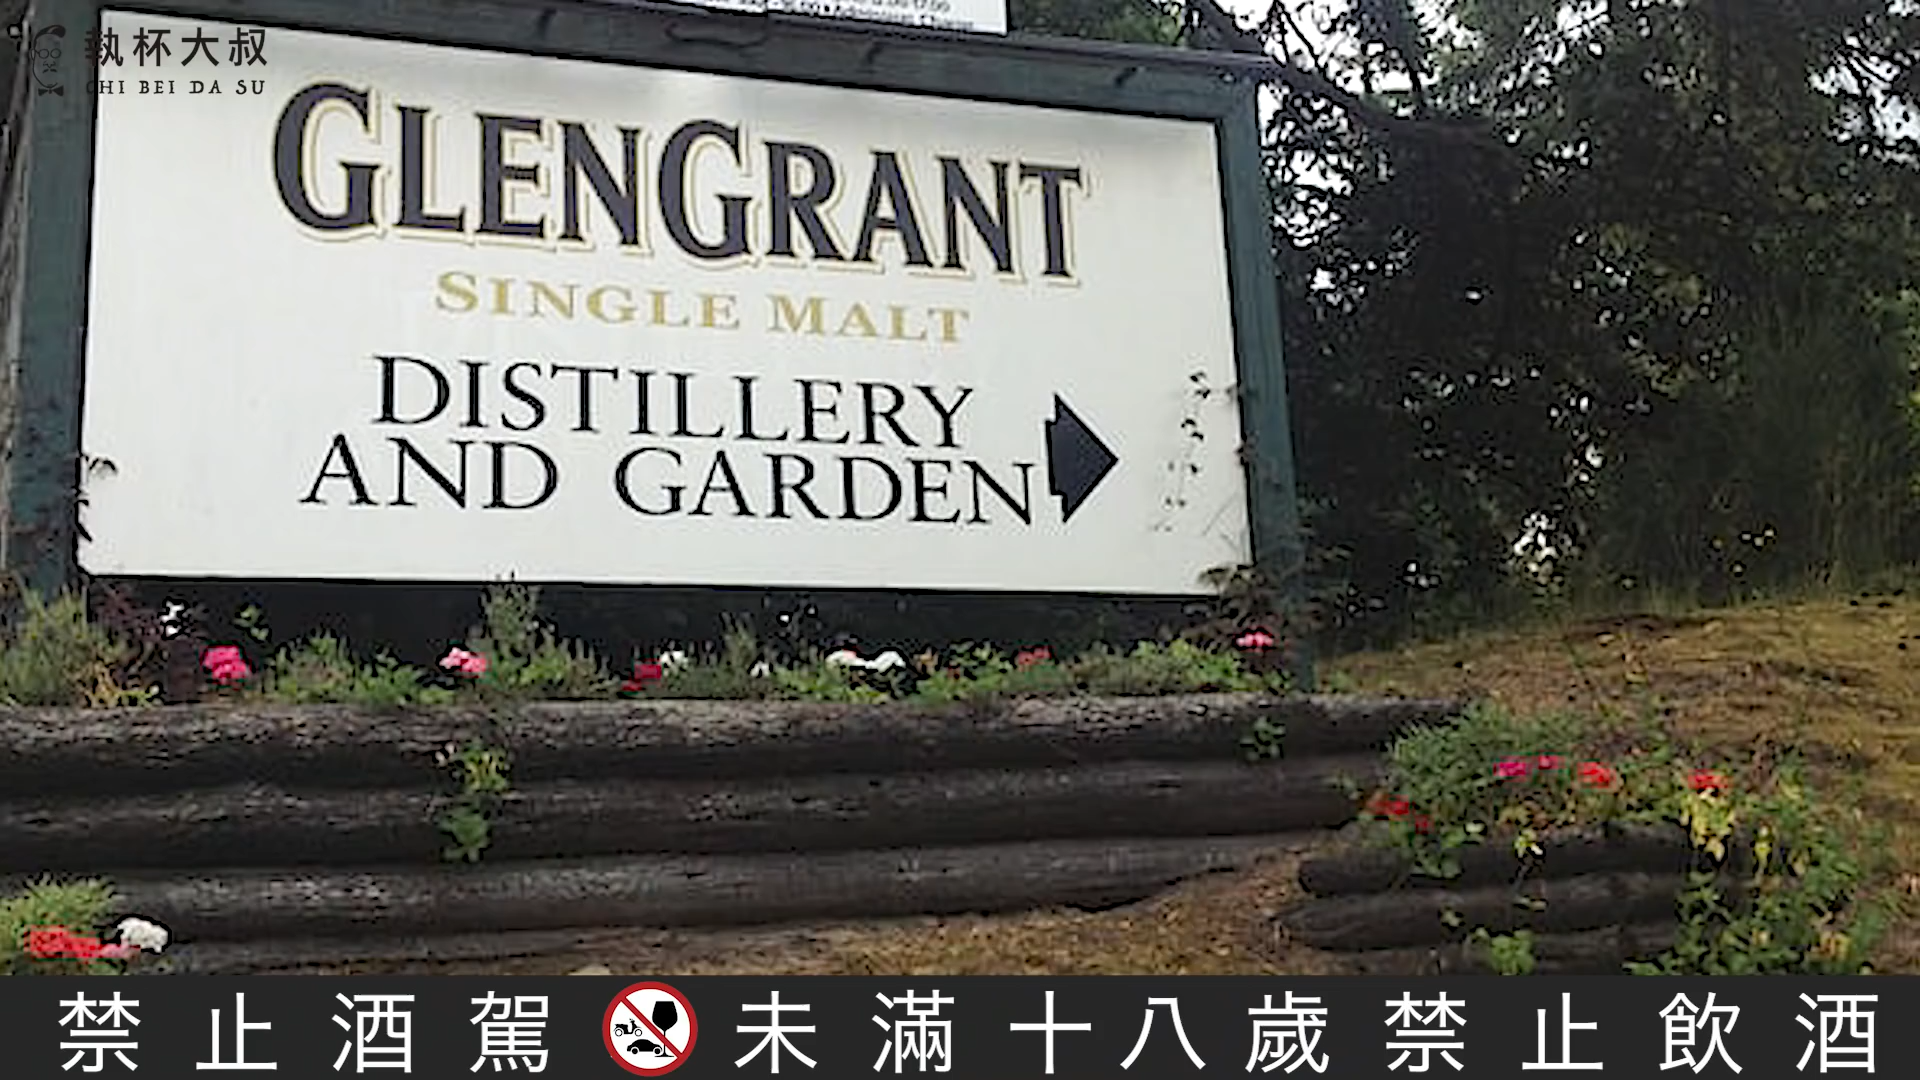 執杯大叔
CHI BEI DA SU
GLENGRANT
SINGLE MALT
DISTILLERY
AND GARDEN
禁止酒駕 未滿十八歲禁止飲酒